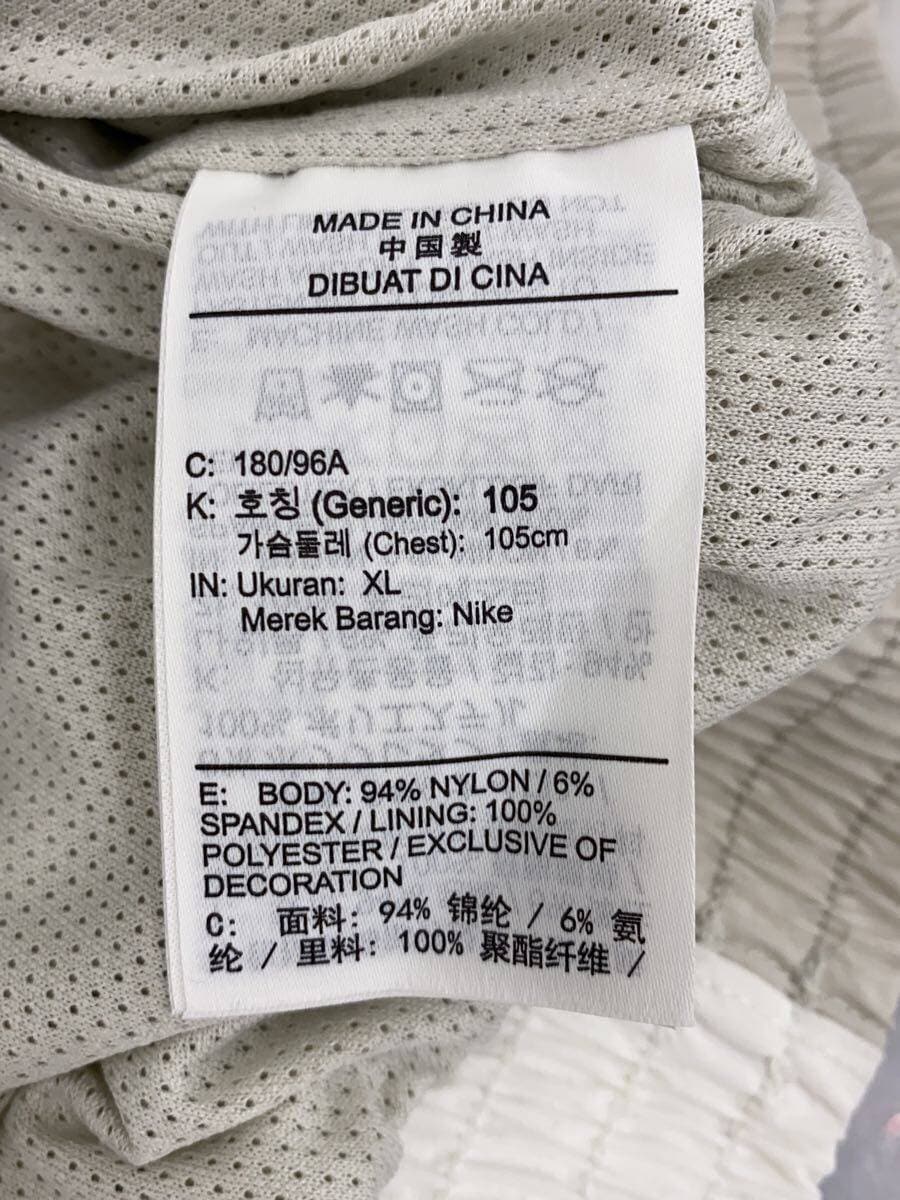 MADE IN CHINA
中国製
DIBUAT DI CINA
C: 180/96A
K: 호칭 (Generic): 105
가슴둘레 (Chest): 105cm
IN: Ukuran: XL
Merek Barang: Nike
E: BODY: 94% NYLON / 6%
SPANDEX / LINING: 100%
POLYESTER / EXCLUSIVE OF
DECORATION
C: 面料: 94% 锦纶 / 6% 氨
纶 / 里料: 100% 聚酯纤维 /